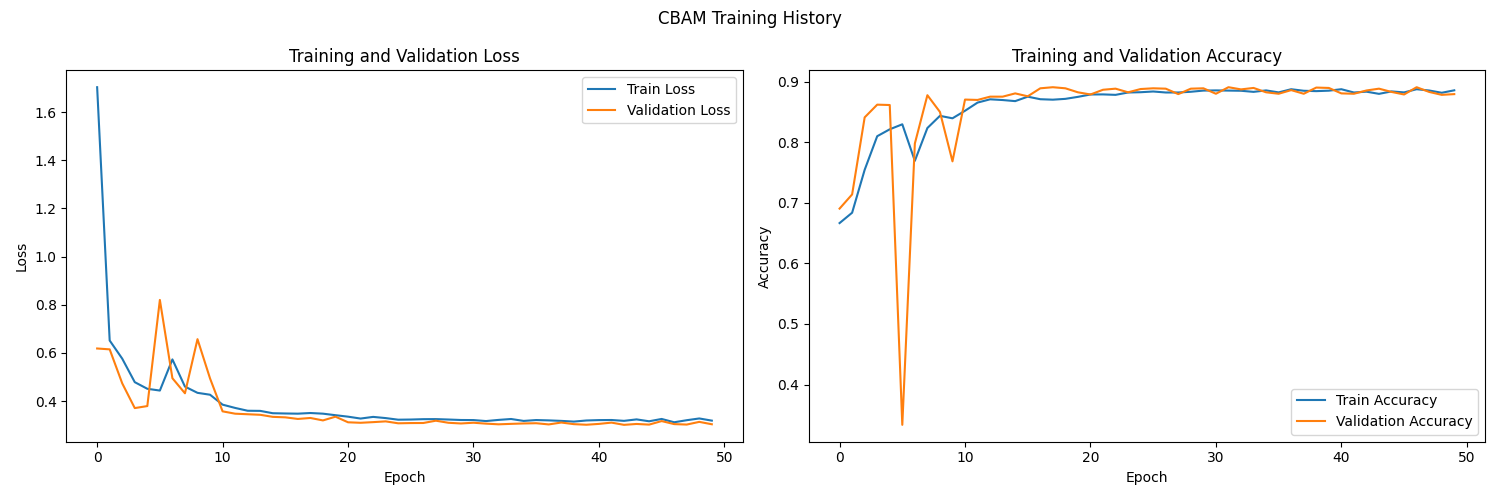 CBAM Training History
Training and Validation Loss
Train Loss
Validation Loss
1.6
1.4
1.2
1.0
0.8
0.6
0.4
Loss
0 10 20 30 40 50
Epoch
Training and Validation Accuracy
0.9
0.8
0.7
0.6
0.5
0.4
Accuracy
Train Accuracy
Validation Accuracy
0 10 20 30 40 50
Epoch